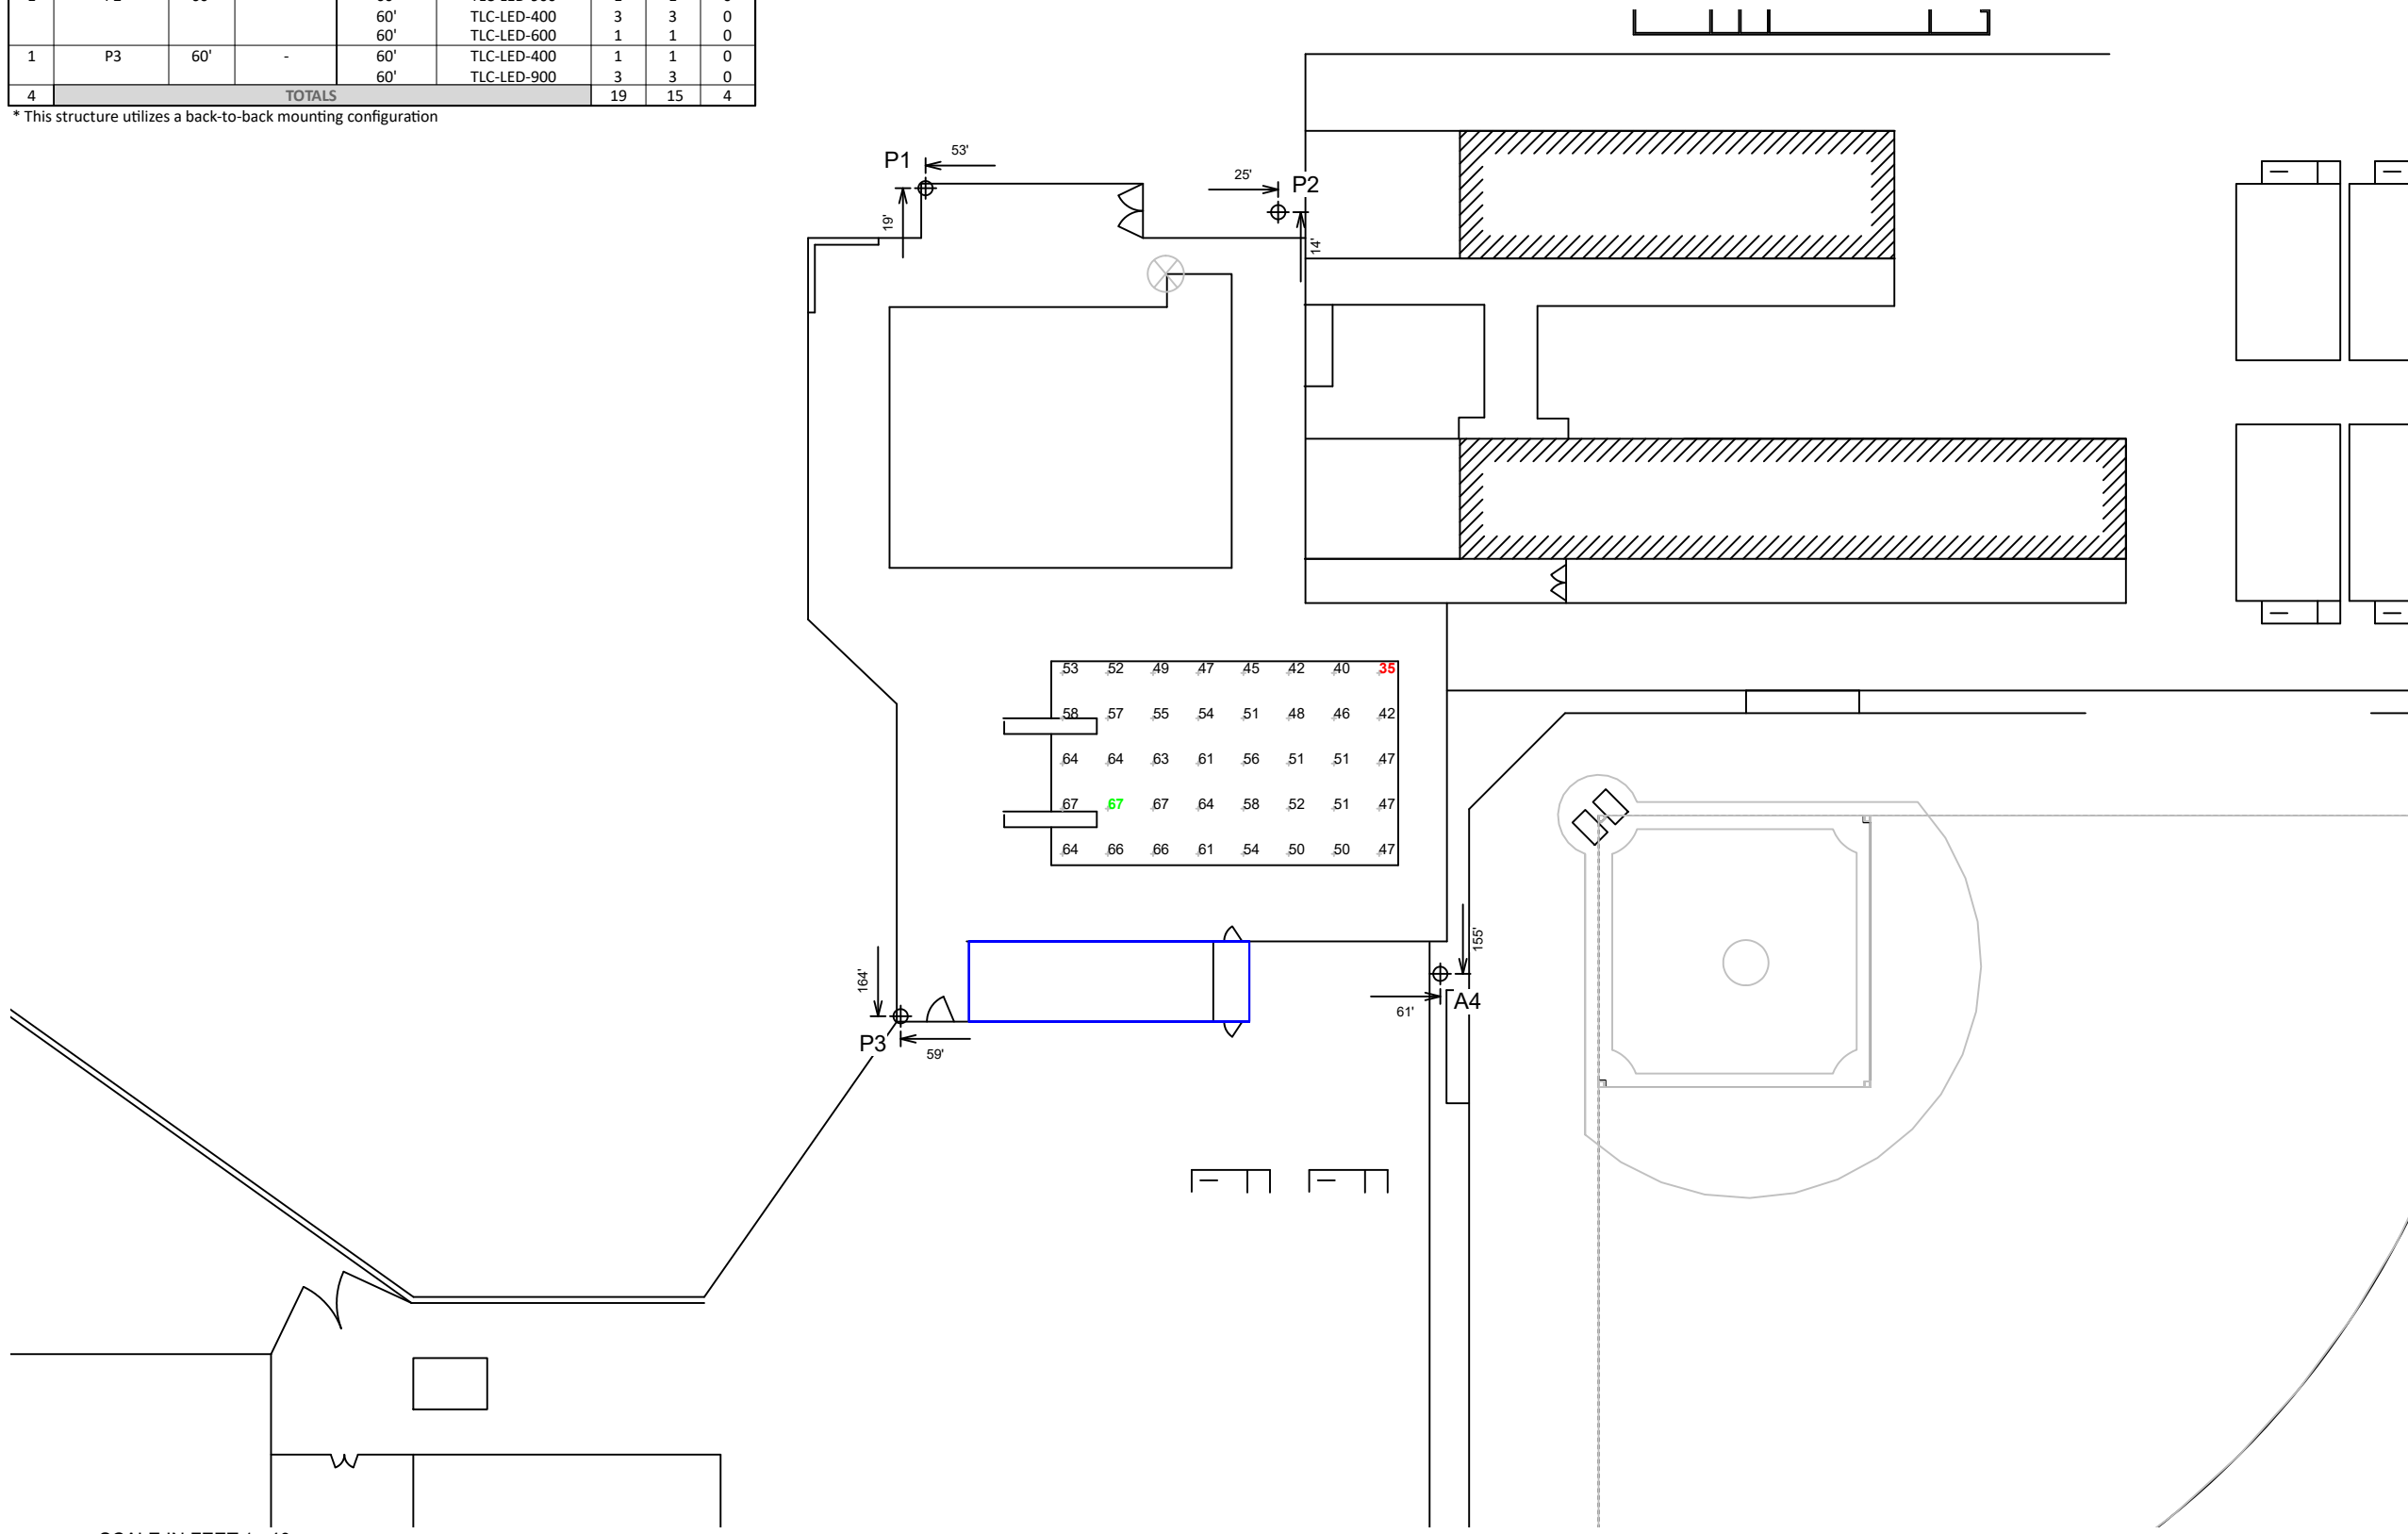 60' TLC-LED-400 3 3 0
60' TLC-LED-600 1 1 0
1 P3 60' - 60' TLC-LED-400 1 1 0
60' TLC-LED-900 3 3 0
4 TOTALS 19 15 4
* This structure utilizes a back-to-back mounting configuration
P1 53'
19'
25' P2
14'
53 52 49 47 45 42 40 35
58 57 55 54 51 48 46 42
64 64 63 61 56 51 51 47
67 67 67 64 58 52 51 47
64 66 66 61 54 50 50 47
155'
164'
61' A4
P3 59'